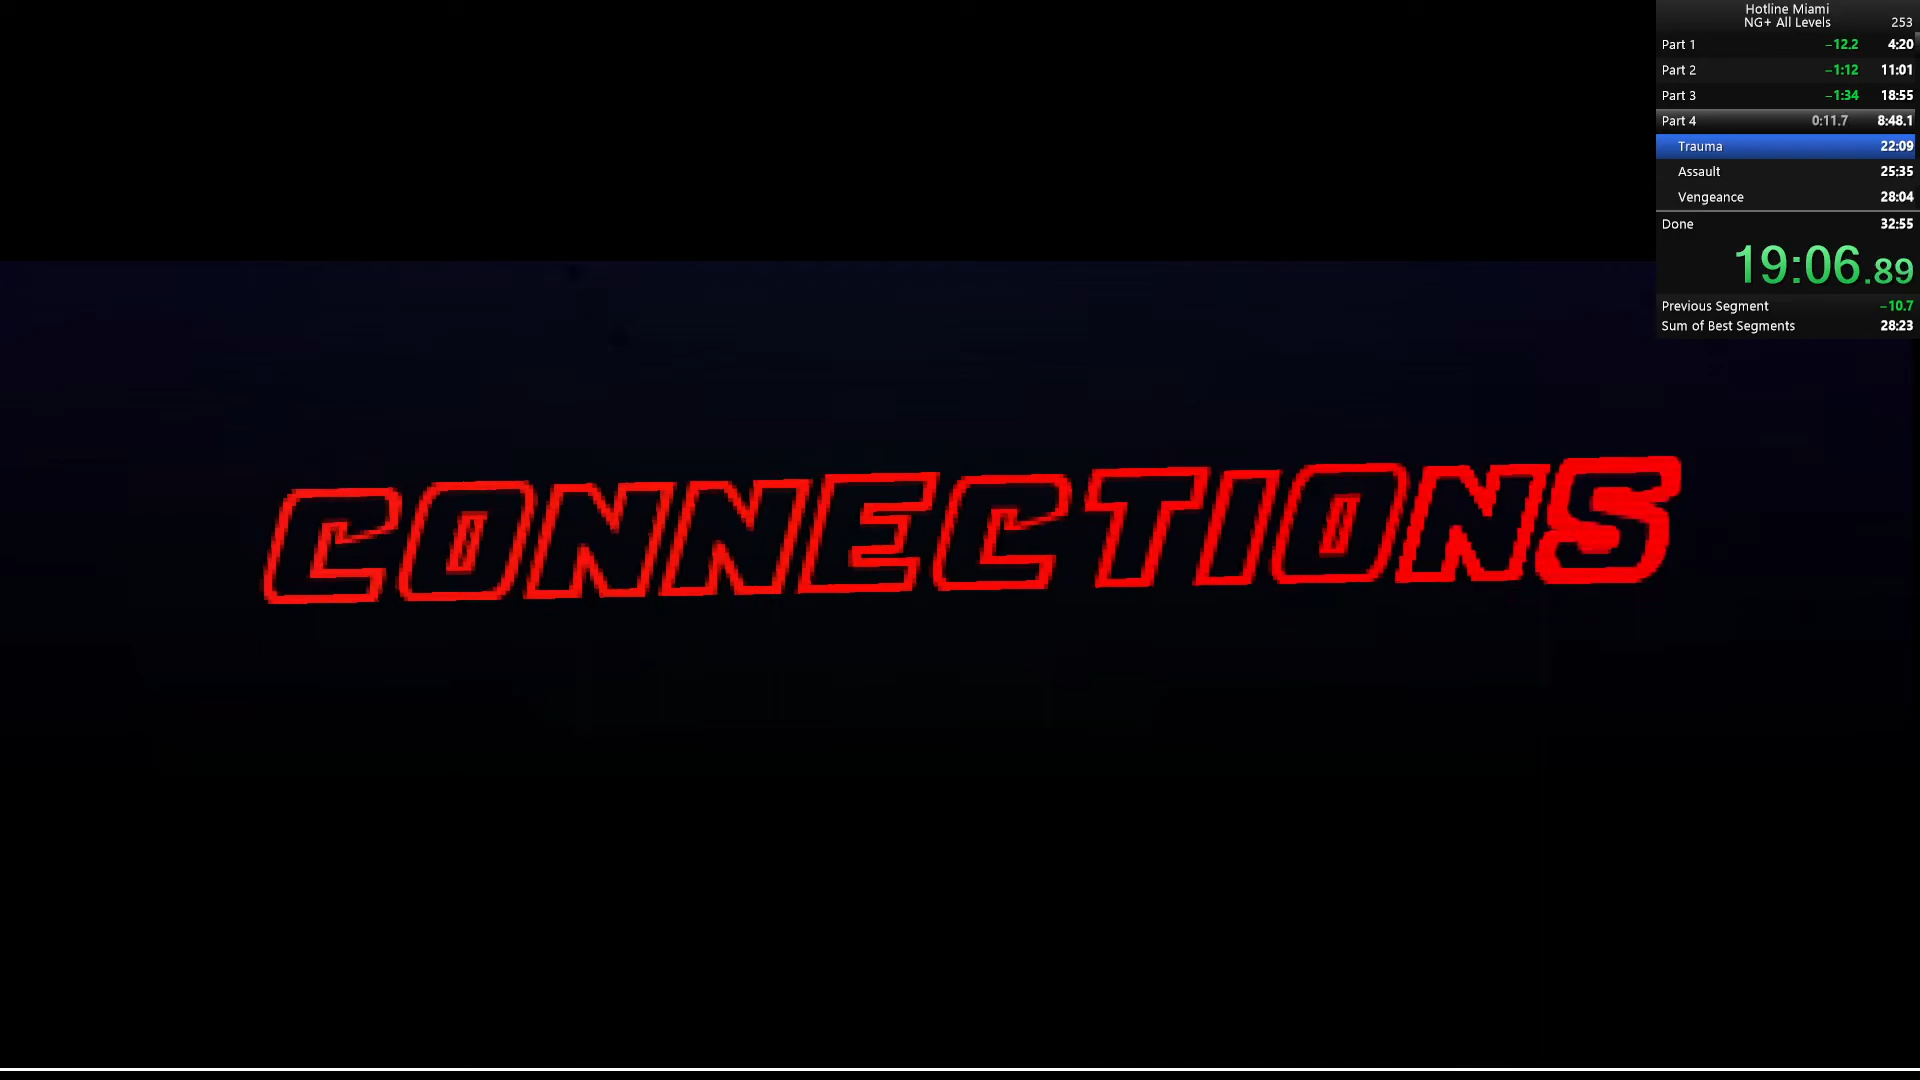 Hotline Miami
NG+ All Levels 253
Part 1 −12.2 4:20
Part 2 −1:12 11:01
Part 3 −1:34 18:55
Part 4 0:11.7 8:48.1
Trauma 22:09
Assault 25:35
Vengeance 28:04
Done 32:55
19:06.89
Previous Segment −10.7
Sum of Best Segments 28:23
CONNECTIONS